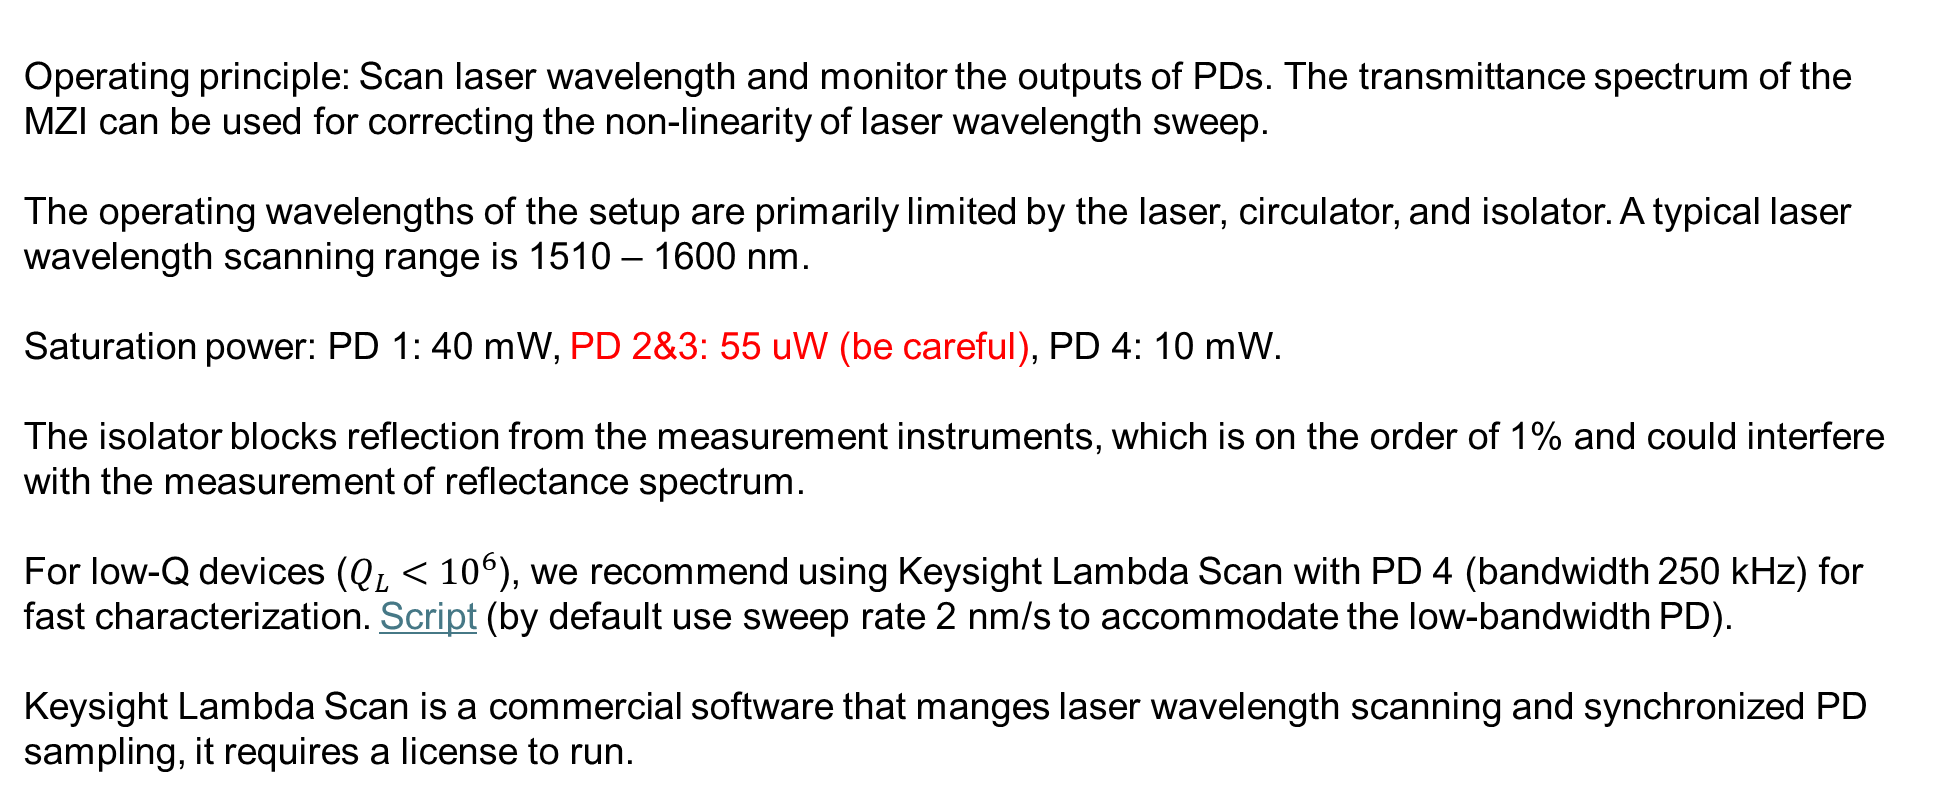 Operating principle: Scan laser wavelength and monitor the outputs of PDs. The transmittance spectrum of the
MZI can be used for correcting the non-linearity of laser wavelength sweep.
The operating wavelengths of the setup are primarily limited by the laser, circulator, and isolator. A typical laser
wavelength scanning range is 1510 – 1600 nm.
Saturation power: PD 1: 40 mW, PD 2&3: 55 uW (be careful), PD 4: 10 mW.
The isolator blocks reflection from the measurement instruments, which is on the order of 1% and could interfere
with the measurement of reflectance spectrum.
For low-Q devices (𝑄𝐿 < 10⁶), we recommend using Keysight Lambda Scan with PD 4 (bandwidth 250 kHz) for
fast characterization. Script (by default use sweep rate 2 nm/s to accommodate the low-bandwidth PD).
Keysight Lambda Scan is a commercial software that manges laser wavelength scanning and synchronized PD
sampling, it requires a license to run.